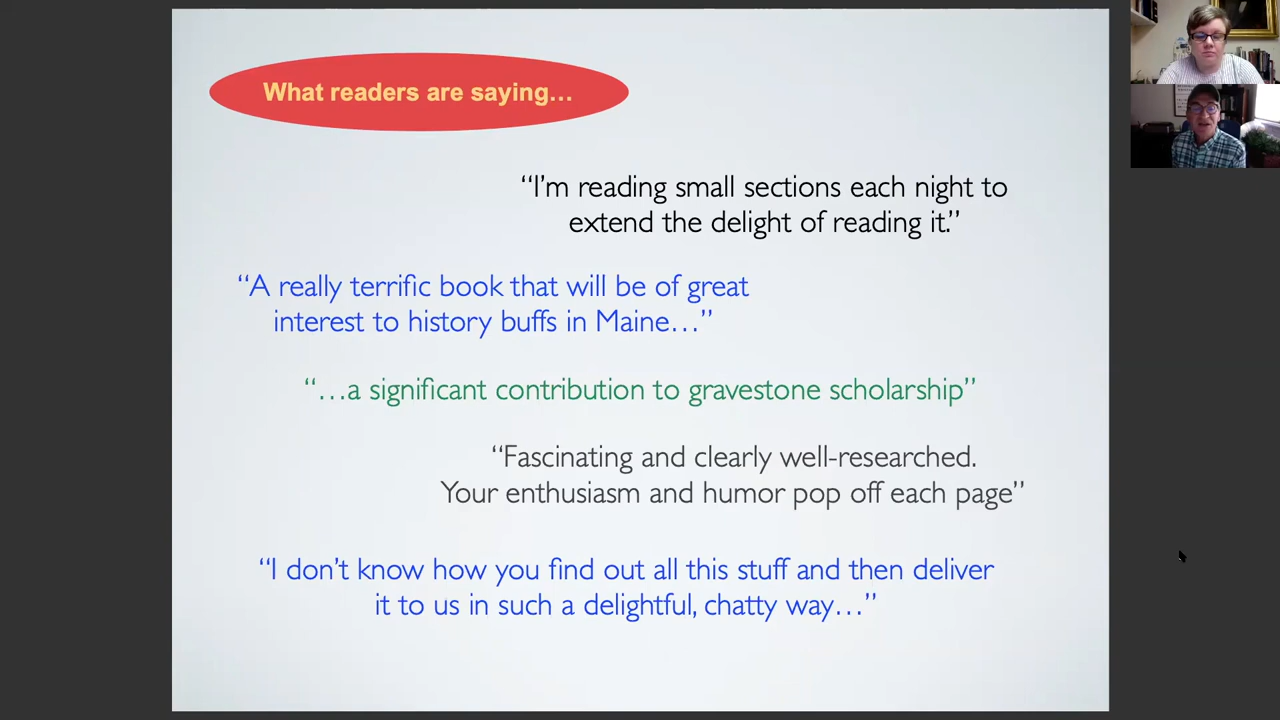 What readers are saying…
“I’m reading small sections each night to
extend the delight of reading it.”
“A really terrific book that will be of great
interest to history buffs in Maine…”
“…a significant contribution to gravestone scholarship”
“Fascinating and clearly well-researched.
Your enthusiasm and humor pop off each page”
“I don’t know how you find out all this stuff and then deliver
it to us in such a delightful, chatty way…”